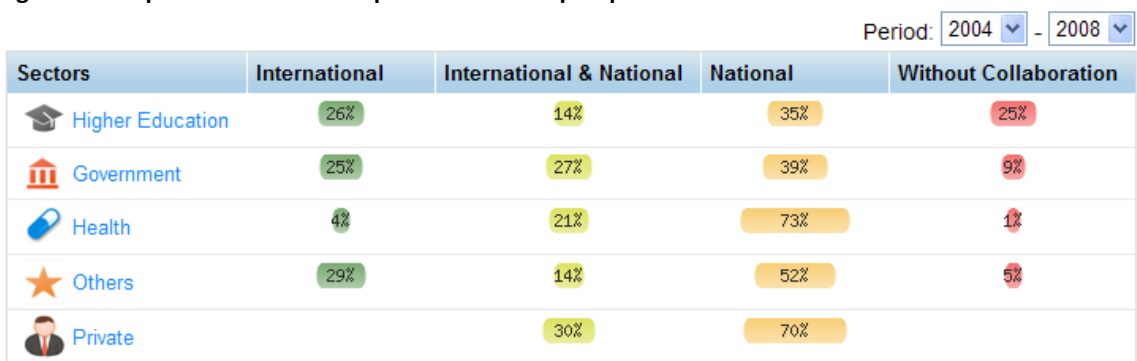 Period: 2004 - 2008
Sectors International International & National National Without Collaboration
Higher Education 26% 14% 35% 25%
Government 25% 27% 39% 9%
Health 4% 21% 73% 1%
Others 29% 14% 52% 5%
Private 30% 70%